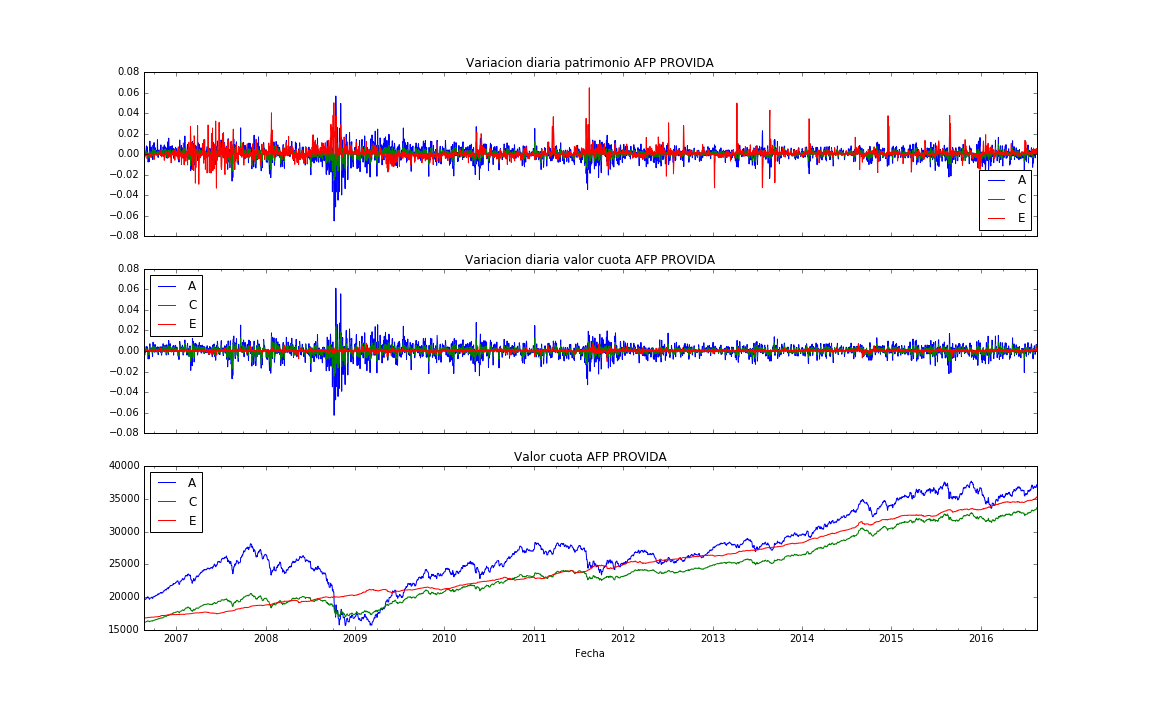 Variacion diaria patrimonio AFP PROVIDA
0.08
0.06
0.04
0.02
0.00
−0.02
−0.04
−0.06
−0.08
A
C
E
Variacion diaria valor cuota AFP PROVIDA
0.08
0.06
0.04
0.02
0.00
−0.02
−0.04
−0.06
−0.08
A
C
E
Valor cuota AFP PROVIDA
40000
35000
30000
25000
20000
15000
A
C
E
2007 2008 2009 2010 2011 2012 2013 2014 2015 2016
Fecha